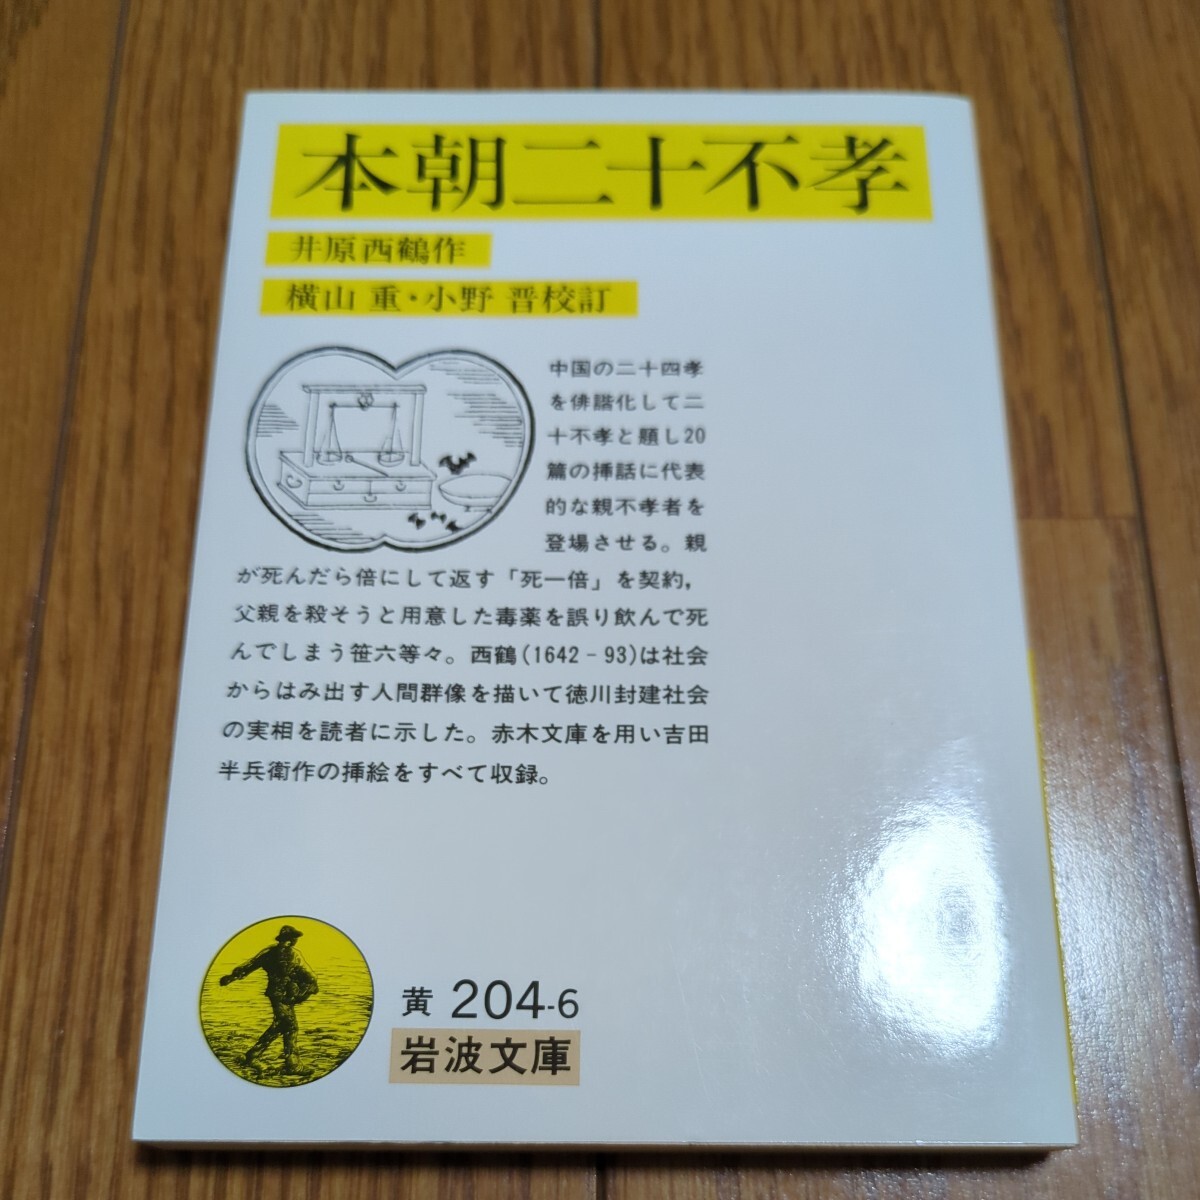 本朝二十不孝
井原西鶴作
横山 重・小野 晋校訂
中国の二十四孝
を俳諧化して二
十不孝と題し20
篇の挿話に代表
的な親不孝者を
登場させる。親
が死んだら倍にして返す「死一倍」を契約，
父親を殺そうと用意した毒薬を誤り飲んで死
んでしまう笹六等々。西鶴(1642‐93)は社会
からはみ出す人間群像を描いて徳川封建社会
の実相を読者に示した。赤木文庫を用い吉田
半兵衛作の挿絵をすべて収録。
黄 204-6
岩波文庫